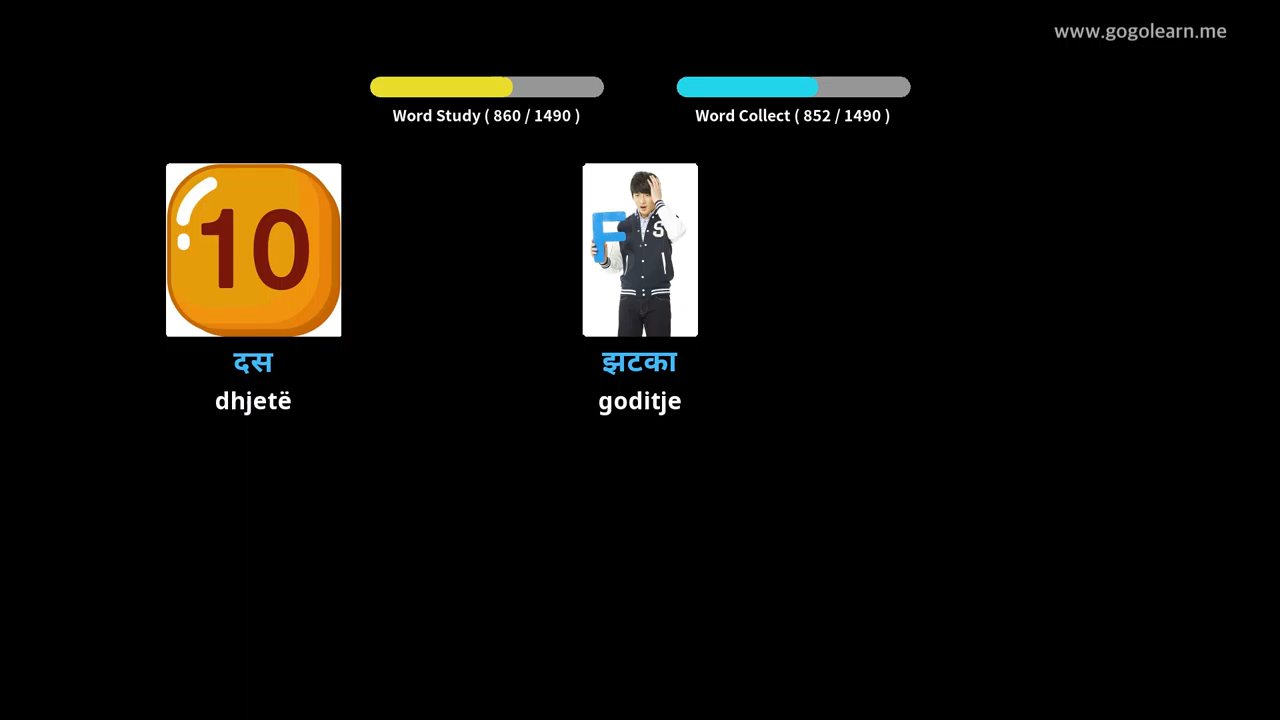 www.gogolearn.me
Word Study ( 860 / 1490 )
Word Collect ( 852 / 1490 )
10
F
S
दस
झटका
dhjetë
goditje